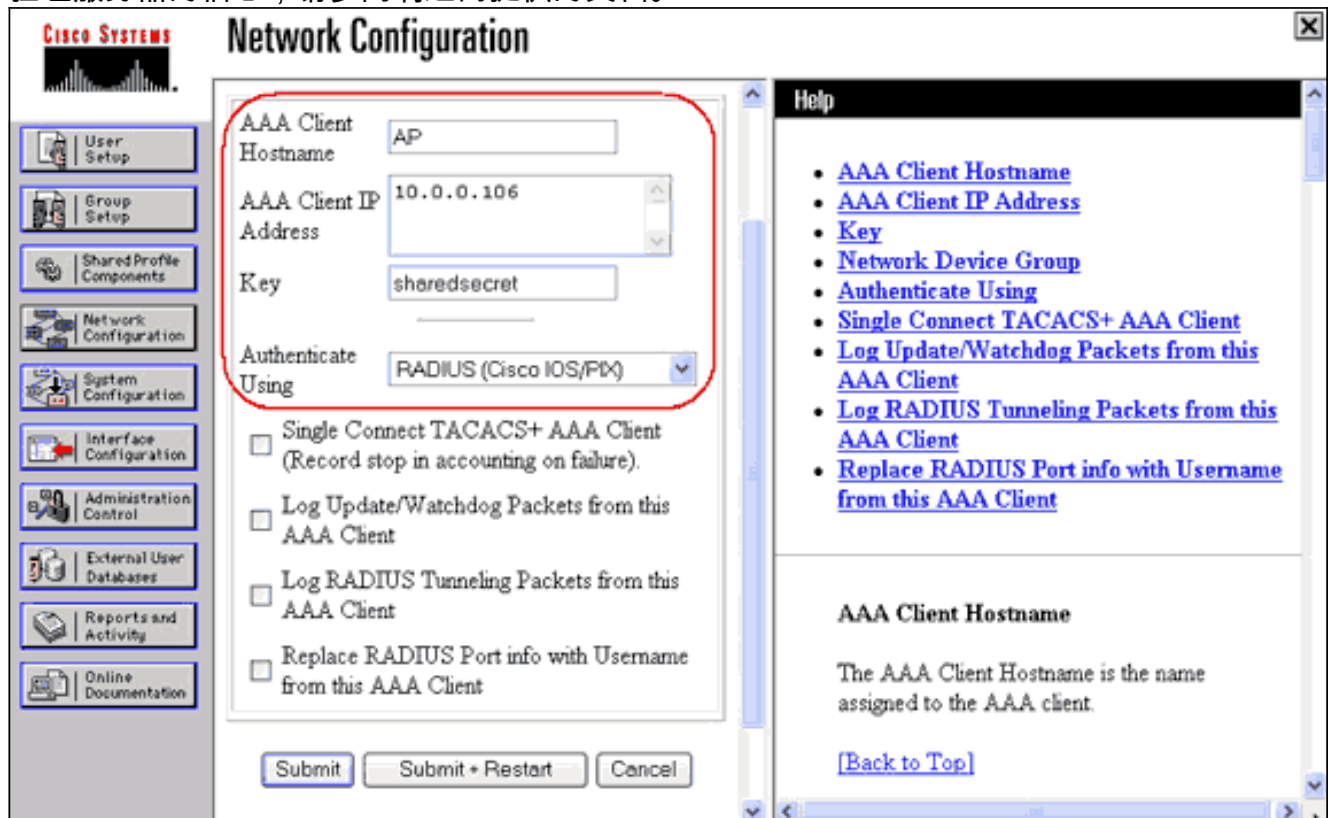 CISCO SYSTEMS
Network Configuration
User Setup
Group Setup
Shared Profile Components
Network Configuration
System Configuration
Interface Configuration
Administration Control
External User Databases
Reports and Activity
Online Documentation
AAA Client Hostname
AP
AAA Client IP Address
10.0.0.106
Key
sharedsecret
Authenticate Using
RADIUS (Cisco IOS/PIX)
Single Connect TACACS+ AAA Client
(Record stop in accounting on failure).
Log Update/Watchdog Packets from this
AAA Client
Log RADIUS Tunneling Packets from this
AAA Client
Replace RADIUS Port info with Username
from this AAA Client
Submit
Submit + Restart
Cancel
Help
AAA Client Hostname
AAA Client IP Address
Key
Network Device Group
Authenticate Using
Single Connect TACACS+ AAA Client
Log Update/Watchdog Packets from this
AAA Client
Log RADIUS Tunneling Packets from this
AAA Client
Replace RADIUS Port info with Username
from this AAA Client
AAA Client Hostname
The AAA Client Hostname is the name
assigned to the AAA client.
[Back to Top]